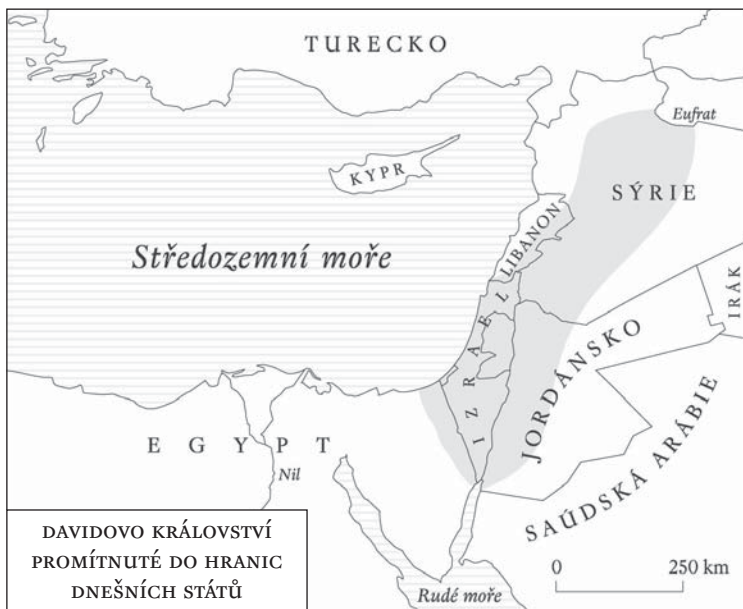 TURECKO
Eufrat
KYPR
SÝRIE
LIBANON
Středozemní moře
IRÁK
IZRAEL
JORDÁNSKO
EGYPT
SAÚDSKÁ ARÁBIE
Nil
DAVIDOVO KRÁLOVSTVÍ
PROMÍTNUTÉ DO HRANIC
DNEŠNÍCH STÁTŮ
0 250 km
Rudé moře